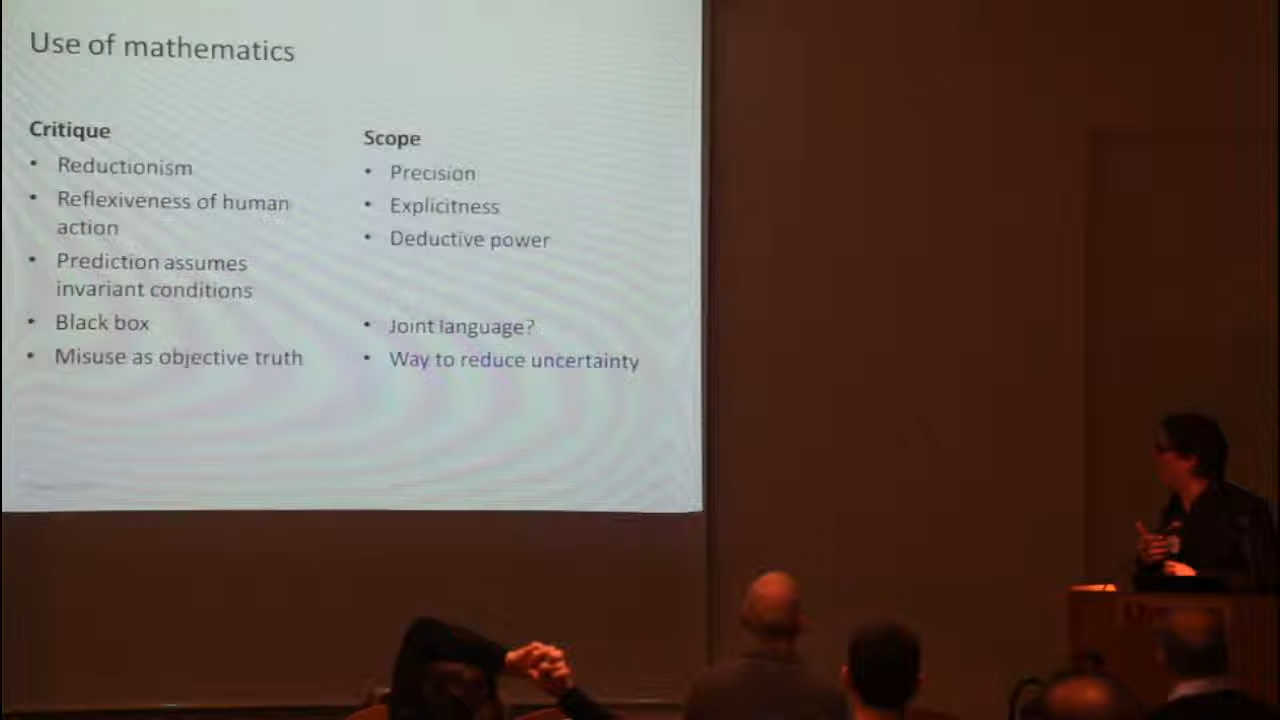 Use of mathematics
Critique
• Reductionism
• Reflexiveness of human
action
• Prediction assumes
invariant conditions
• Black box
• Misuse as objective truth
Scope
• Precision
• Explicitness
• Deductive power
• Joint language?
• Way to reduce uncertainty